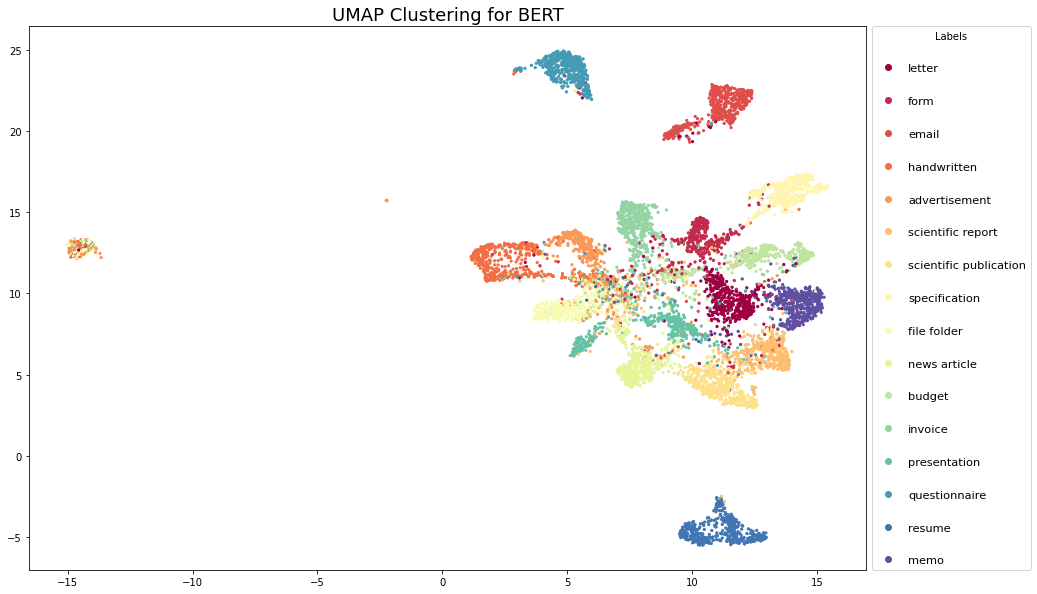 UMAP Clustering for BERT
25
20
15
10
5
0
−5
−15
−10
−5
0
5
10
15
Labels
letter
form
email
handwritten
advertisement
scientific report
scientific publication
specification
file folder
news article
budget
invoice
presentation
questionnaire
resume
memo